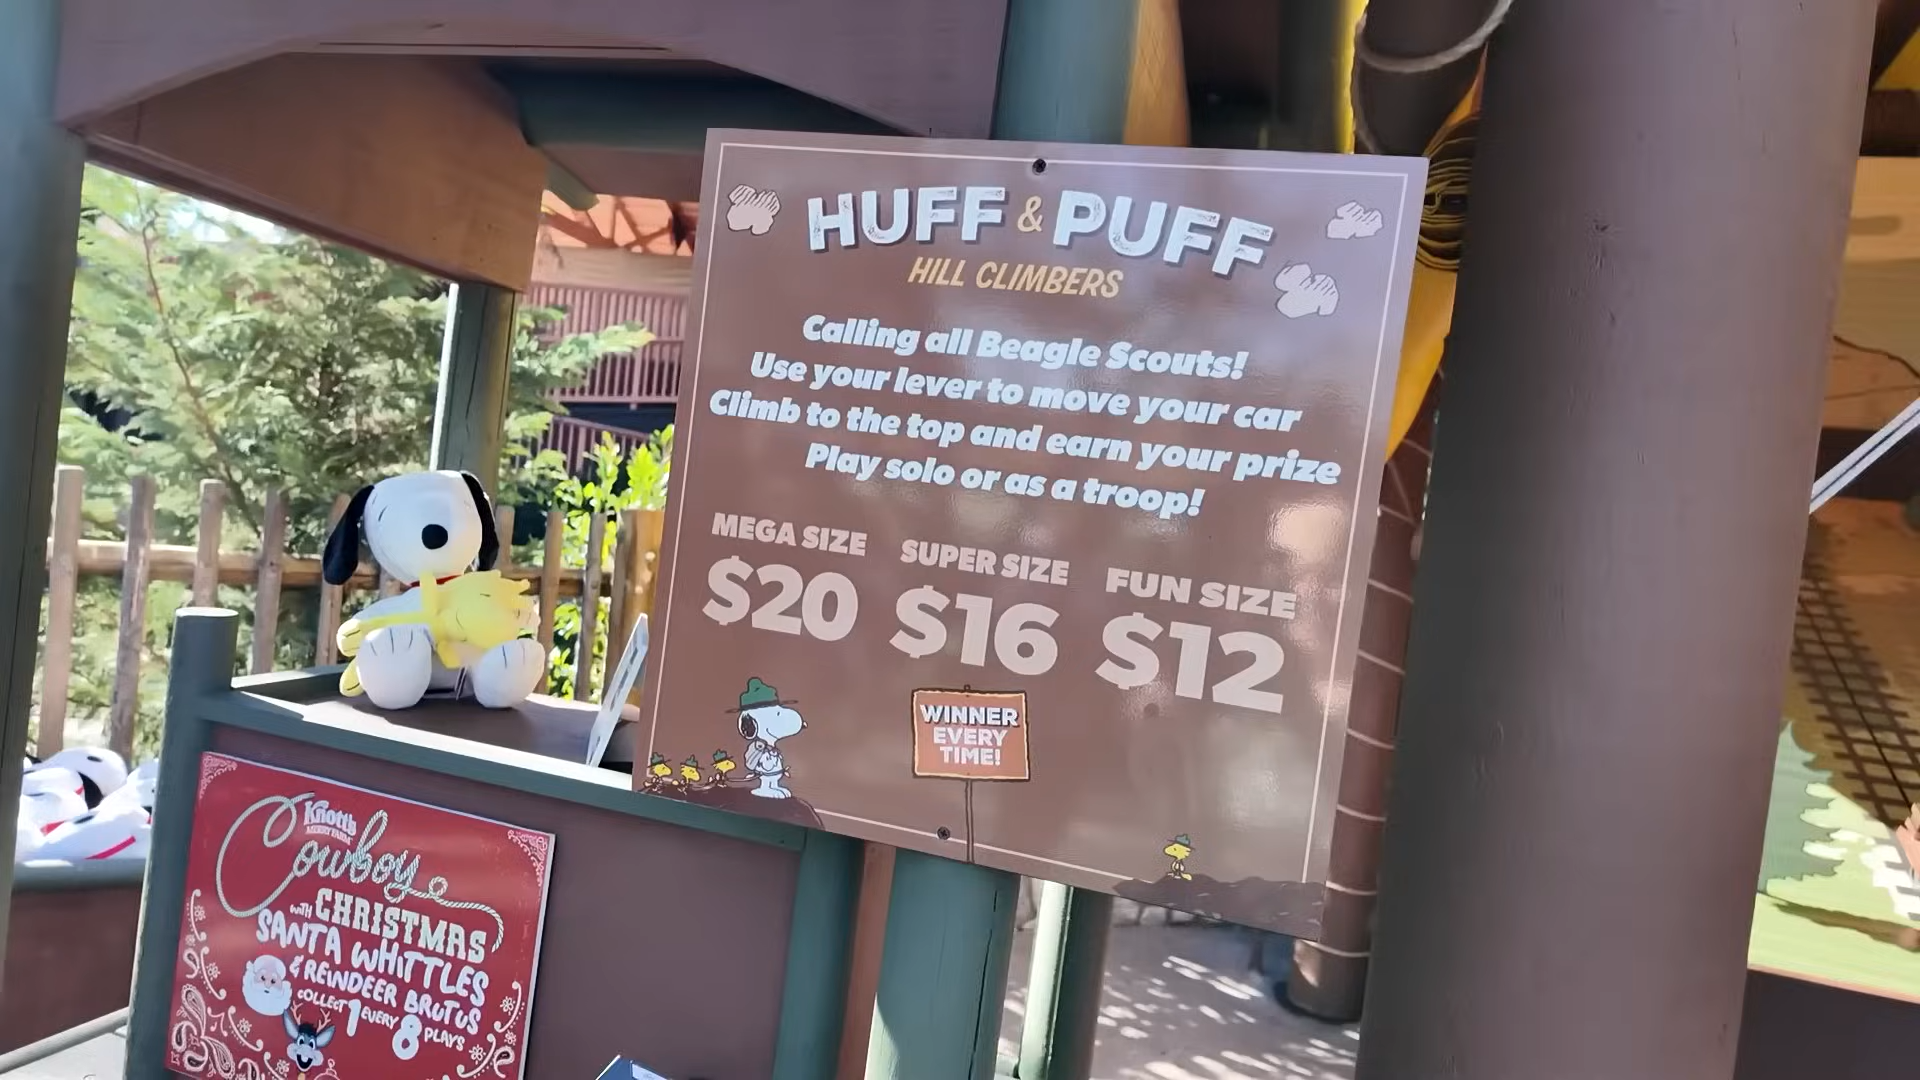 HUFF & PUFF
HILL CLIMBERS
Calling all Beagle Scouts!
Use your lever to move your car
Climb to the top and earn your prize
Play solo or as a troop!
MEGA SIZE
$20
SUPER SIZE
$16
FUN SIZE
$12
WINNER
EVERY
TIME!
Knott's
BERRY FARM
Cowboy
CHRISTMAS
WITH
SANTA WHITTLES
& REINDEER BRUTUS
COLLECT 1 EVERY 8 PLAYS